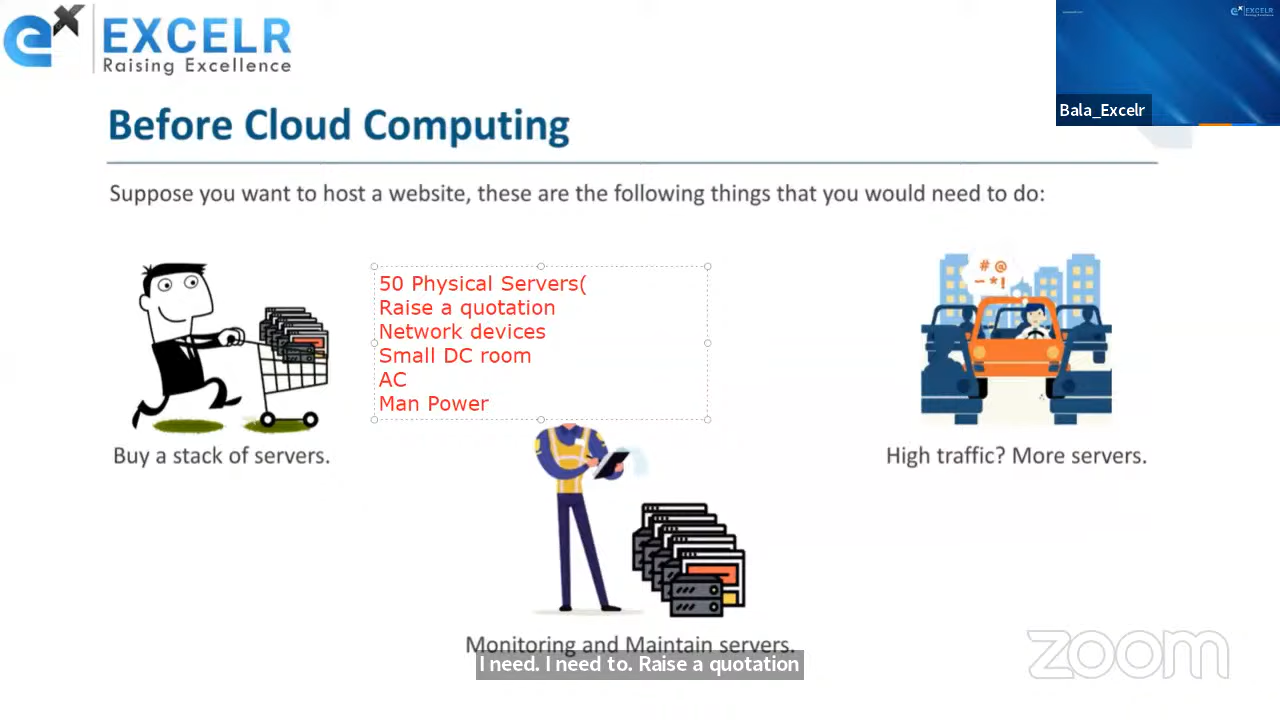 EXCELR
Raising Excellence
EXCELR
Bala_Excelr
Before Cloud Computing
Suppose you want to host a website, these are the following things that you would need to do:
50 Physical Servers(
Raise a quotation
Network devices
Small DC room
AC
Man Power
# @
~ * !
Buy a stack of servers.
High traffic? More servers.
Monitoring and Maintain servers.
I need. I need to. Raise a quotation
zoom